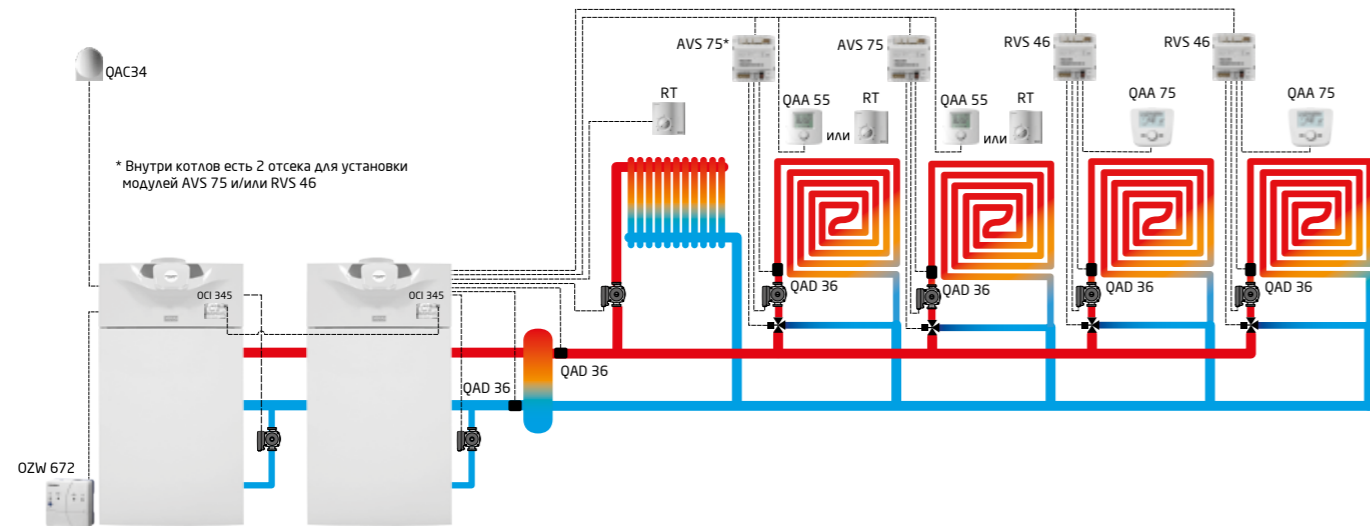 AVS 75*
AVS 75
RVS 46
RVS 46
QAC34
RT
QAA 55
или
RT
QAA 55
или
RT
QAA 75
QAA 75
* Внутри котлов есть 2 отсека для установки
модулей AVS 75 и/или RVS 46
OCI 345
OCI 345
QAD 36
QAD 36
QAD 36
QAD 36
QAD 36
QAD 36
OZW 672